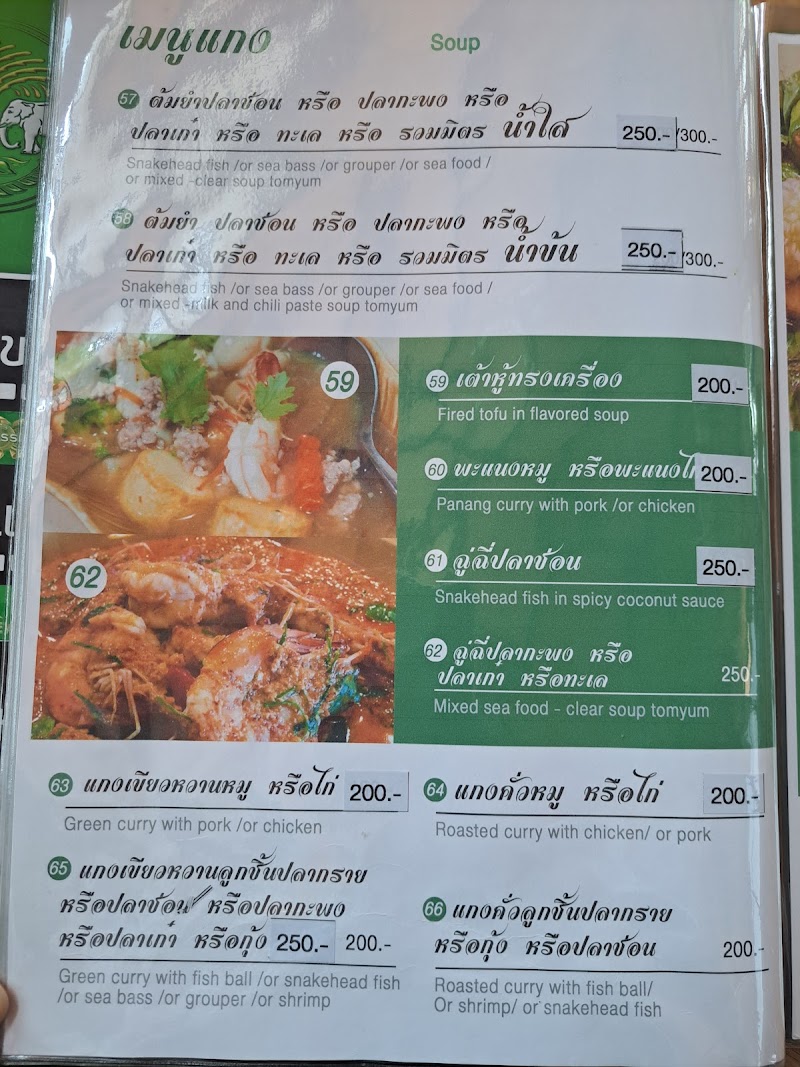 เมนูแกง
Soup
57 ต้มยำปลาช่อน หรือ ปลากะพง หรือ
ปลาเก๋า หรือ ทะเล หรือ รวมมิตร น้ำใส 250.-/300.-
Snakehead fish /or sea bass /or grouper /or sea food /
or mixed -clear soup tomyum
58 ต้มยำ ปลาช่อน หรือ ปลากะพง หรือ
ปลาเก๋า หรือ ทะเล หรือ รวมมิตร น้ำข้น 250.-/300.-
Snakehead fish /or sea bass /or grouper /or sea food /
or mixed -milk and chili paste soup tomyum
59
62
59 เต้าหู้ทรงเครื่อง 200.-
Fired tofu in flavored soup
60 พะแนงหมู หรือพะแนงไก่ 200.-
Panang curry with pork /or chicken
61 ฉู่ฉี่ปลาช่อน 250.-
Snakehead fish in spicy coconut sauce
62 ฉู่ฉี่ปลากะพง หรือ
ปลาเก๋า หรือทะเล 250.-
Mixed sea food - clear soup tomyum
63 แกงเขียวหวานหมู หรือไก่ 200.-
Green curry with pork /or chicken
64 แกงคั่วหมู หรือไก่ 200.-
Roasted curry with chicken/ or pork
65 แกงเขียวหวานลูกชิ้นปลากราย
หรือปลาช่อน หรือปลากะพง
หรือปลาเก๋า หรือกุ้ง 250.- 200.-
Green curry with fish ball /or snakehead fish
/or sea bass /or grouper /or shrimp
66 แกงคั่วลูกชิ้นปลากราย
หรือกุ้ง หรือปลาช่อน 200.-
Roasted curry with fish ball/
Or shrimp/ or snakehead fish